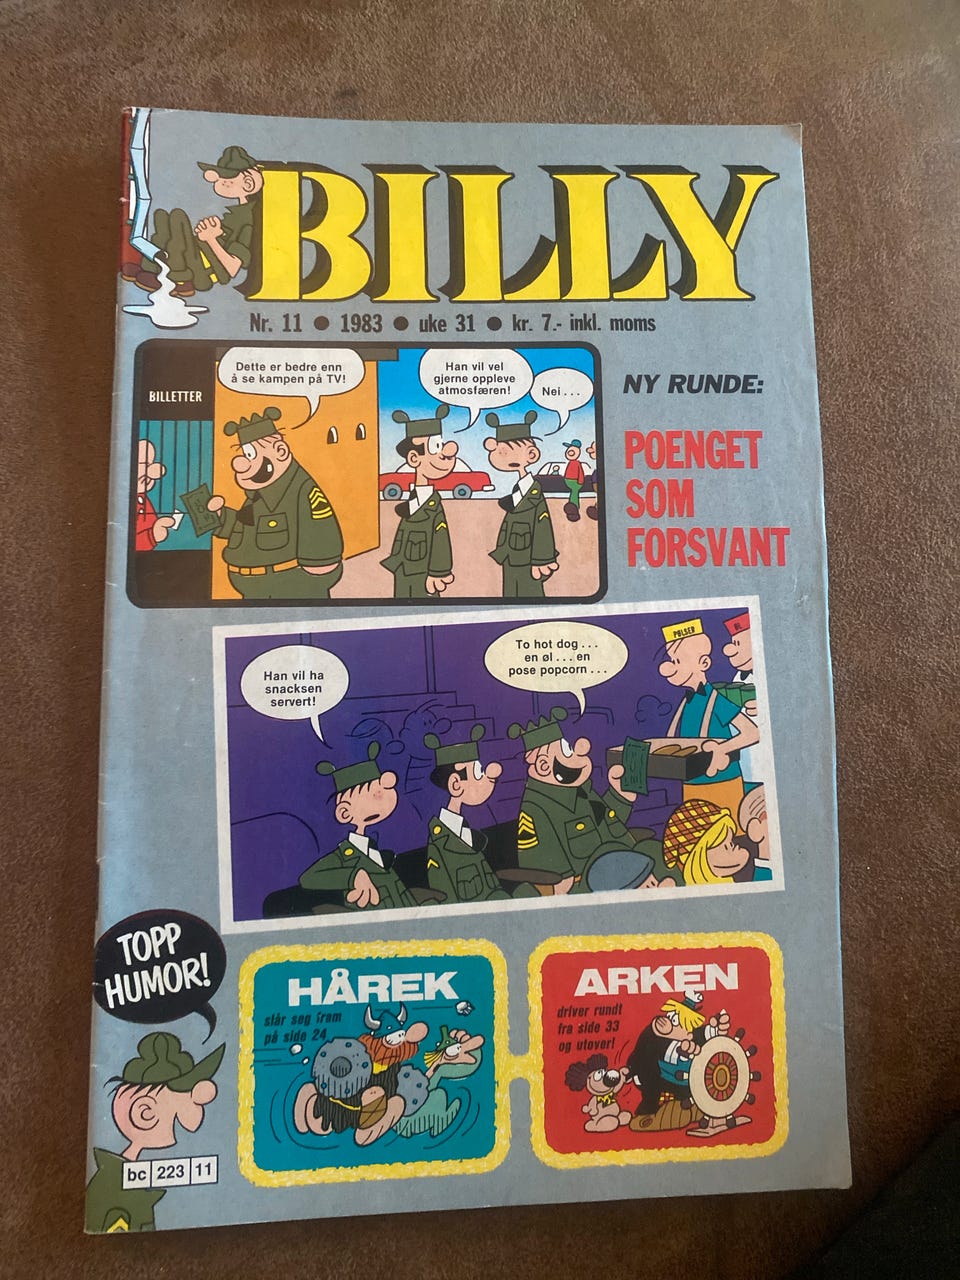 BILLY
Nr. 11 ● 1983 ● uke 31 ● kr. 7.- inkl. moms
BILLETTER
Dette er bedre enn
å se kampen på TV!
Han vil vel
gjerne oppleve
atmosfæren!
Nei . . .
NY RUNDE:
POENGET
SOM
FORSVANT
Han vil ha
snacksen
servert!
To hot dog . . .
en øl . . . en
pose popcorn . . .
PØLSER
ØL
TOPP
HUMOR!
HÅREK
slår seg fram
på side 24
ARKEN
driver rundt
fra side 33
og utover!
bc 223 11